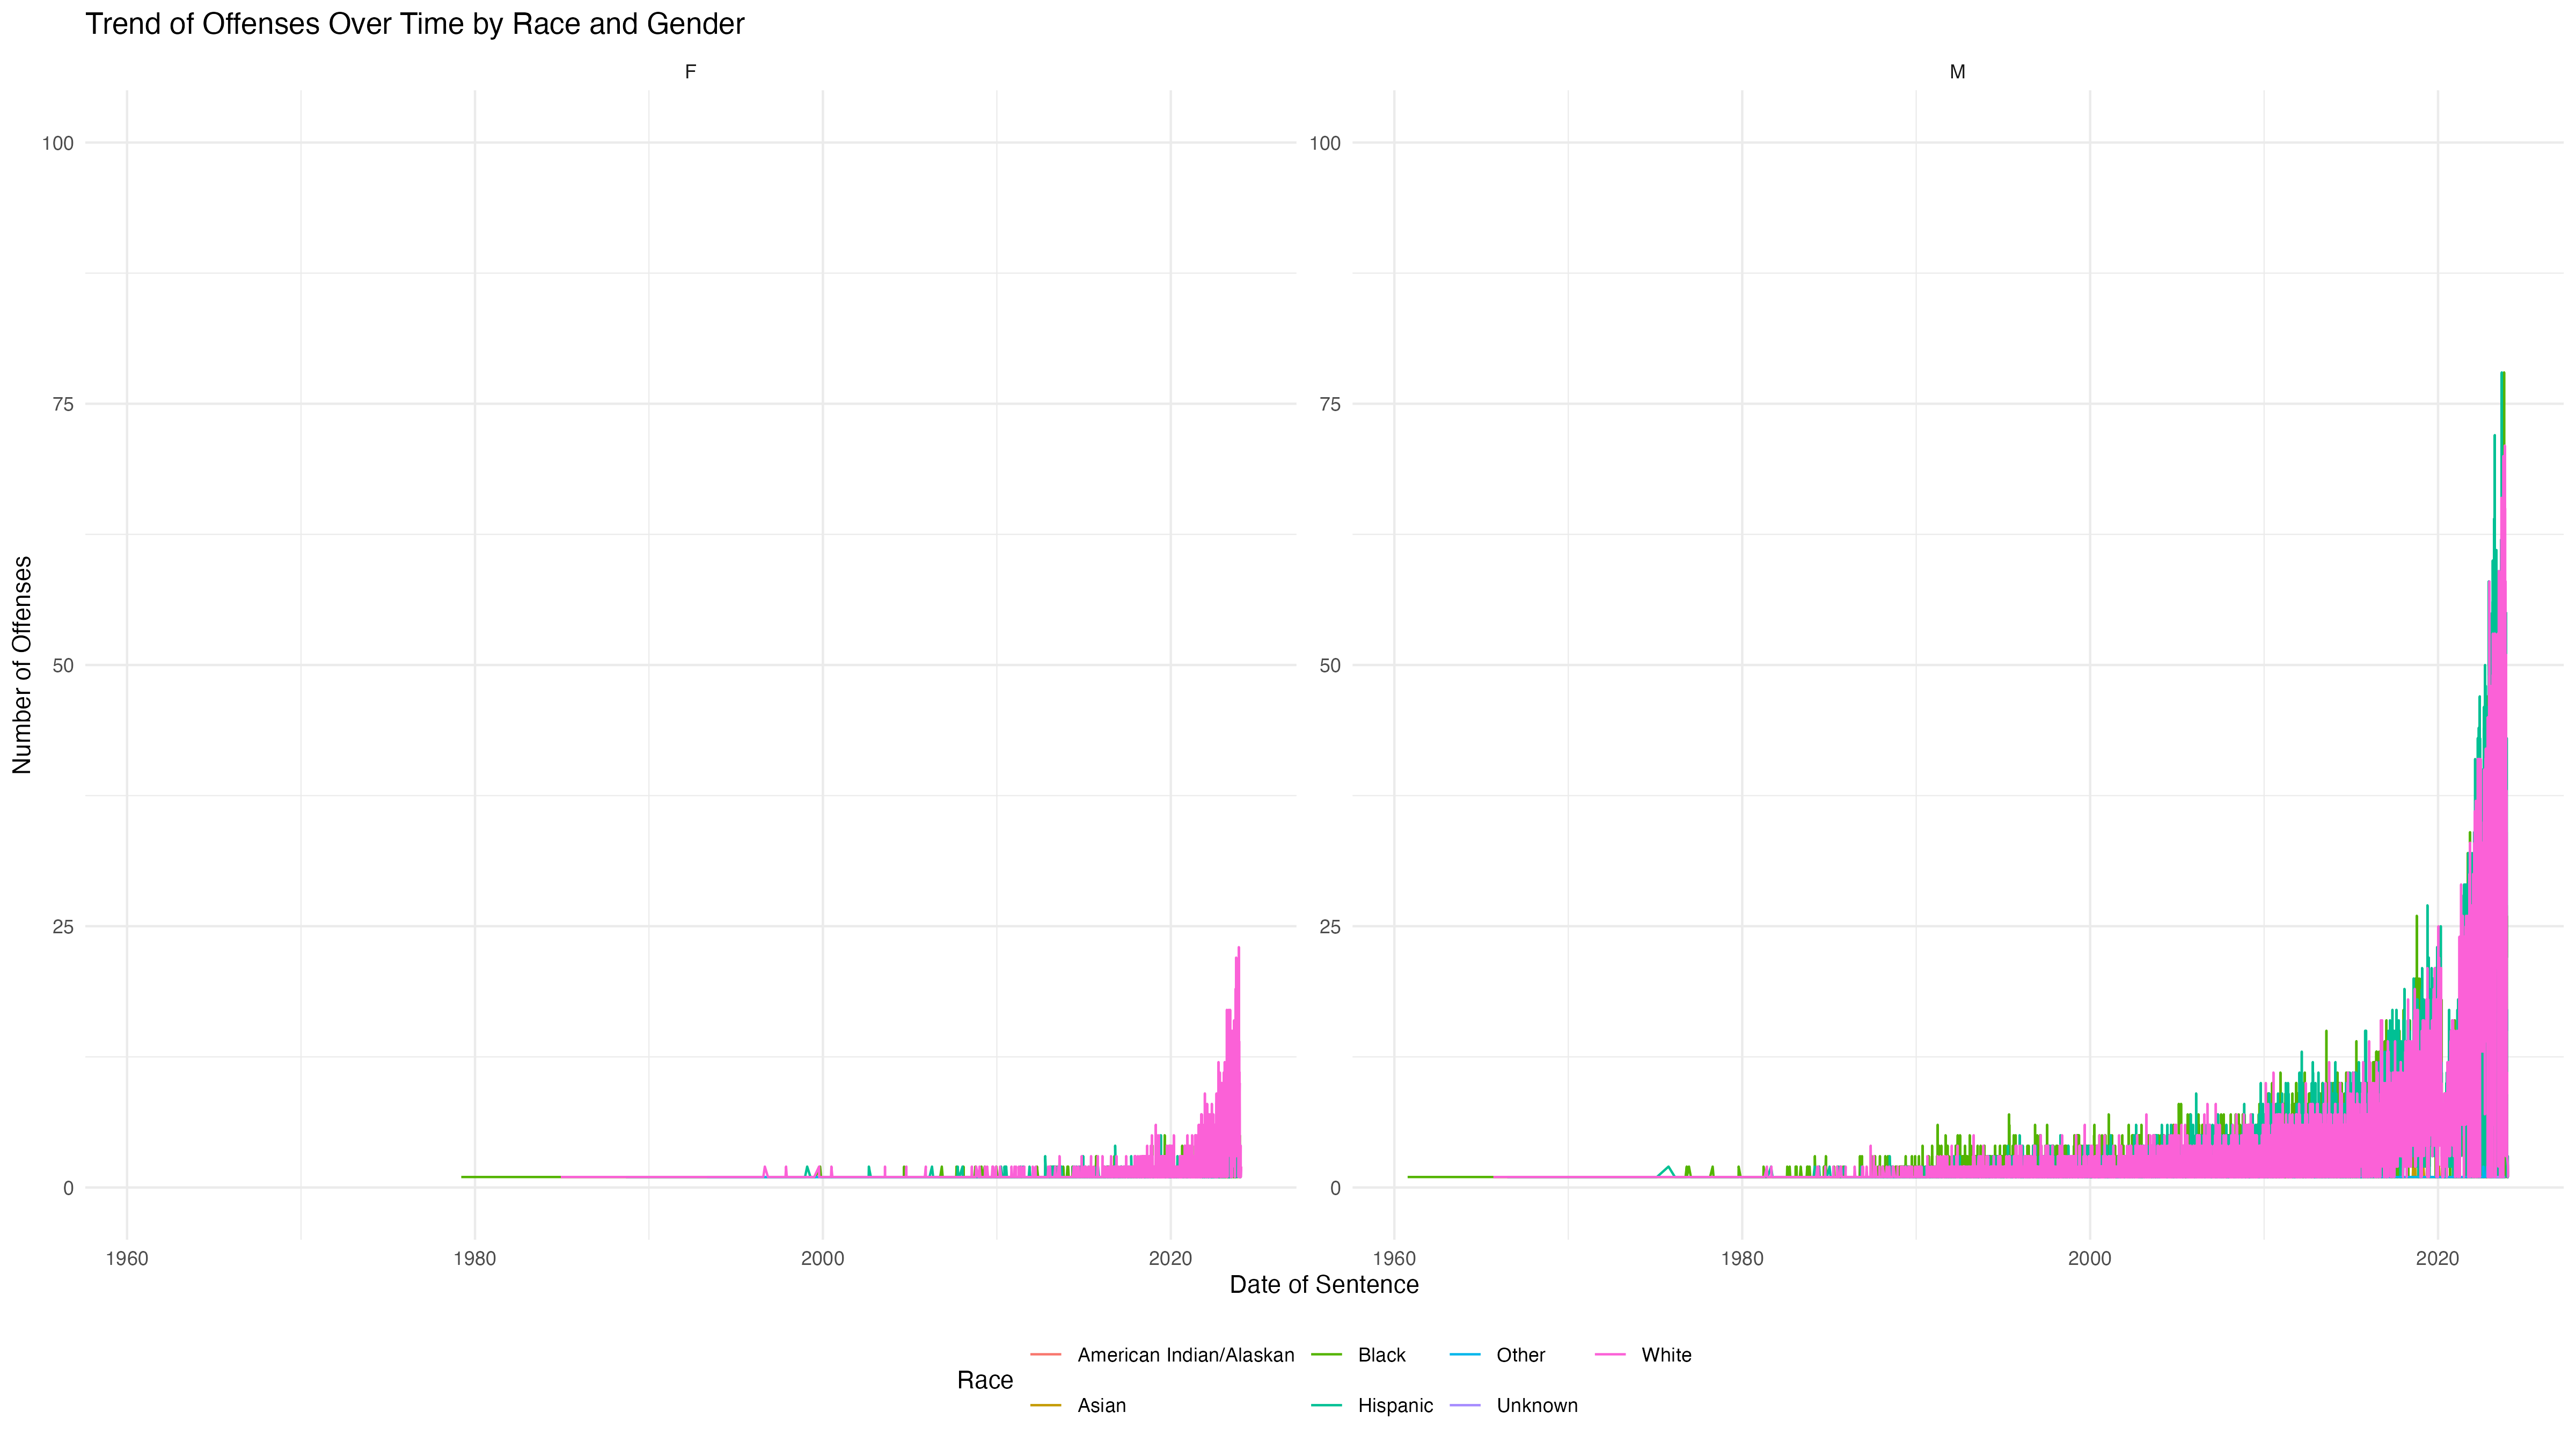 Trend of Offenses Over Time by Race and Gender
F M
100 100
75 75
50 50
25 25
0 0
Number of Offenses
1960 1980 2000 2020 1960 1980 2000 2020
Date of Sentence
Race
American Indian/Alaskan Black Other White
Asian Hispanic Unknown